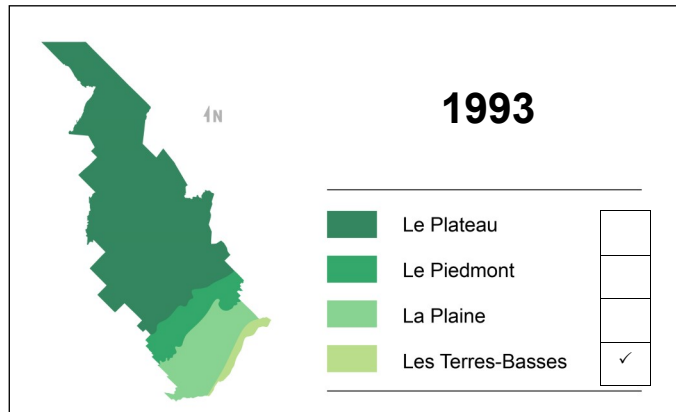 N
1993
Le Plateau
Le Piedmont
La Plaine
Les Terres-Basses ✓